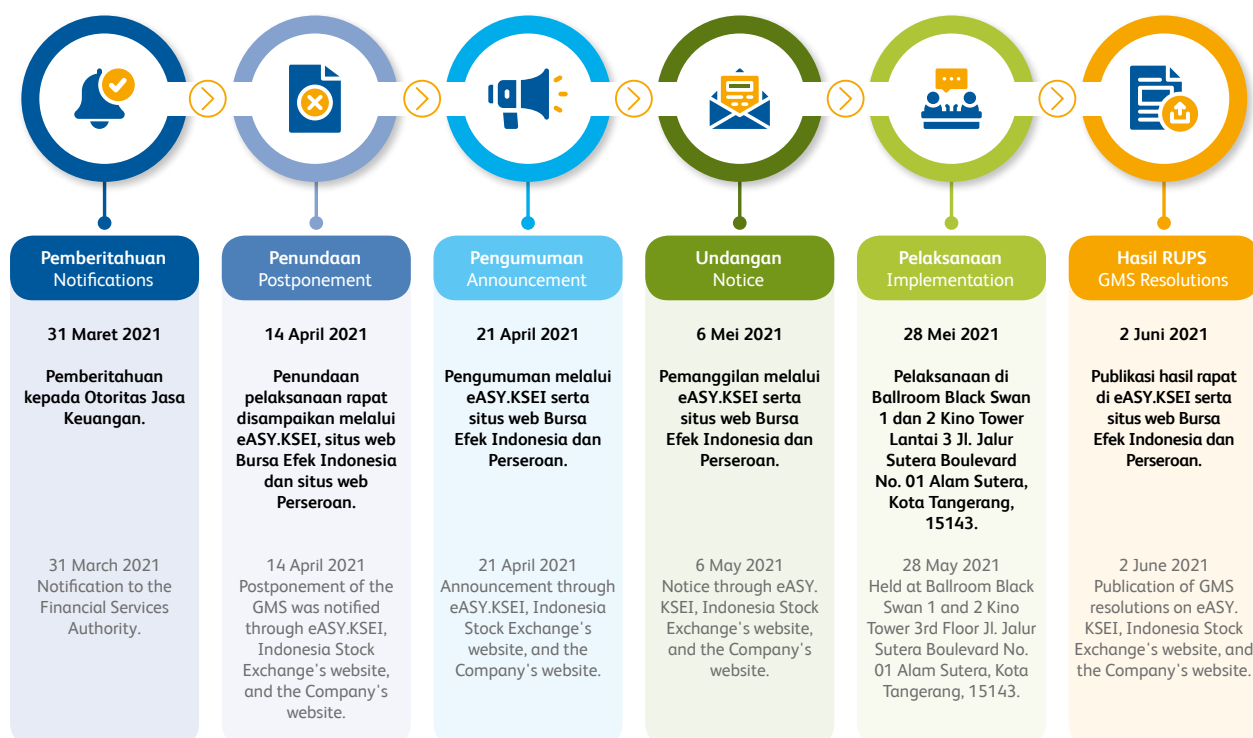 Pemberitahuan
Notifications
31 Maret 2021
Pemberitahuan
kepada Otoritas Jasa
Keuangan.
31 March 2021
Notification to the
Financial Services
Authority.
Penundaan
Postponement
14 April 2021
Penundaan
pelaksanaan rapat
disampaikan melalui
eASY.KSEI, situs web
Bursa Efek Indonesia
dan situs web
Perseroan.
14 April 2021
Postponement of the
GMS was notified
through eASY.KSEI,
Indonesia Stock
Exchange's website,
and the Company's
website.
Pengumuman
Announcement
21 April 2021
Pengumuman melalui
eASY.KSEI serta
situs web Bursa
Efek Indonesia dan
Perseroan.
21 April 2021
Announcement through
eASY.KSEI, Indonesia
Stock Exchange's
website, and the
Company's website.
Undangan
Notice
6 Mei 2021
Pemanggilan melalui
eASY.KSEI serta
situs web Bursa
Efek Indonesia dan
Perseroan.
6 May 2021
Notice through eASY.
KSEI, Indonesia Stock
Exchange's website,
and the Company's
website.
Pelaksanaan
Implementation
28 Mei 2021
Pelaksanaan di
Ballroom Black Swan
1 dan 2 Kino Tower
Lantai 3 Jl. Jalur
Sutera Boulevard
No. 01 Alam Sutera,
Kota Tangerang,
15143.
28 May 2021
Held at Ballroom Black
Swan 1 and 2 Kino
Tower 3rd Floor Jl. Jalur
Sutera Boulevard No.
01 Alam Sutera, Kota
Tangerang, 15143.
Hasil RUPS
GMS Resolutions
2 Juni 2021
Publikasi hasil rapat
di eASY.KSEI serta
situs web Bursa
Efek Indonesia dan
Perseroan.
2 June 2021
Publication of GMS
resolutions on eASY.
KSEI, Indonesia Stock
Exchange's website, and
the Company's website.